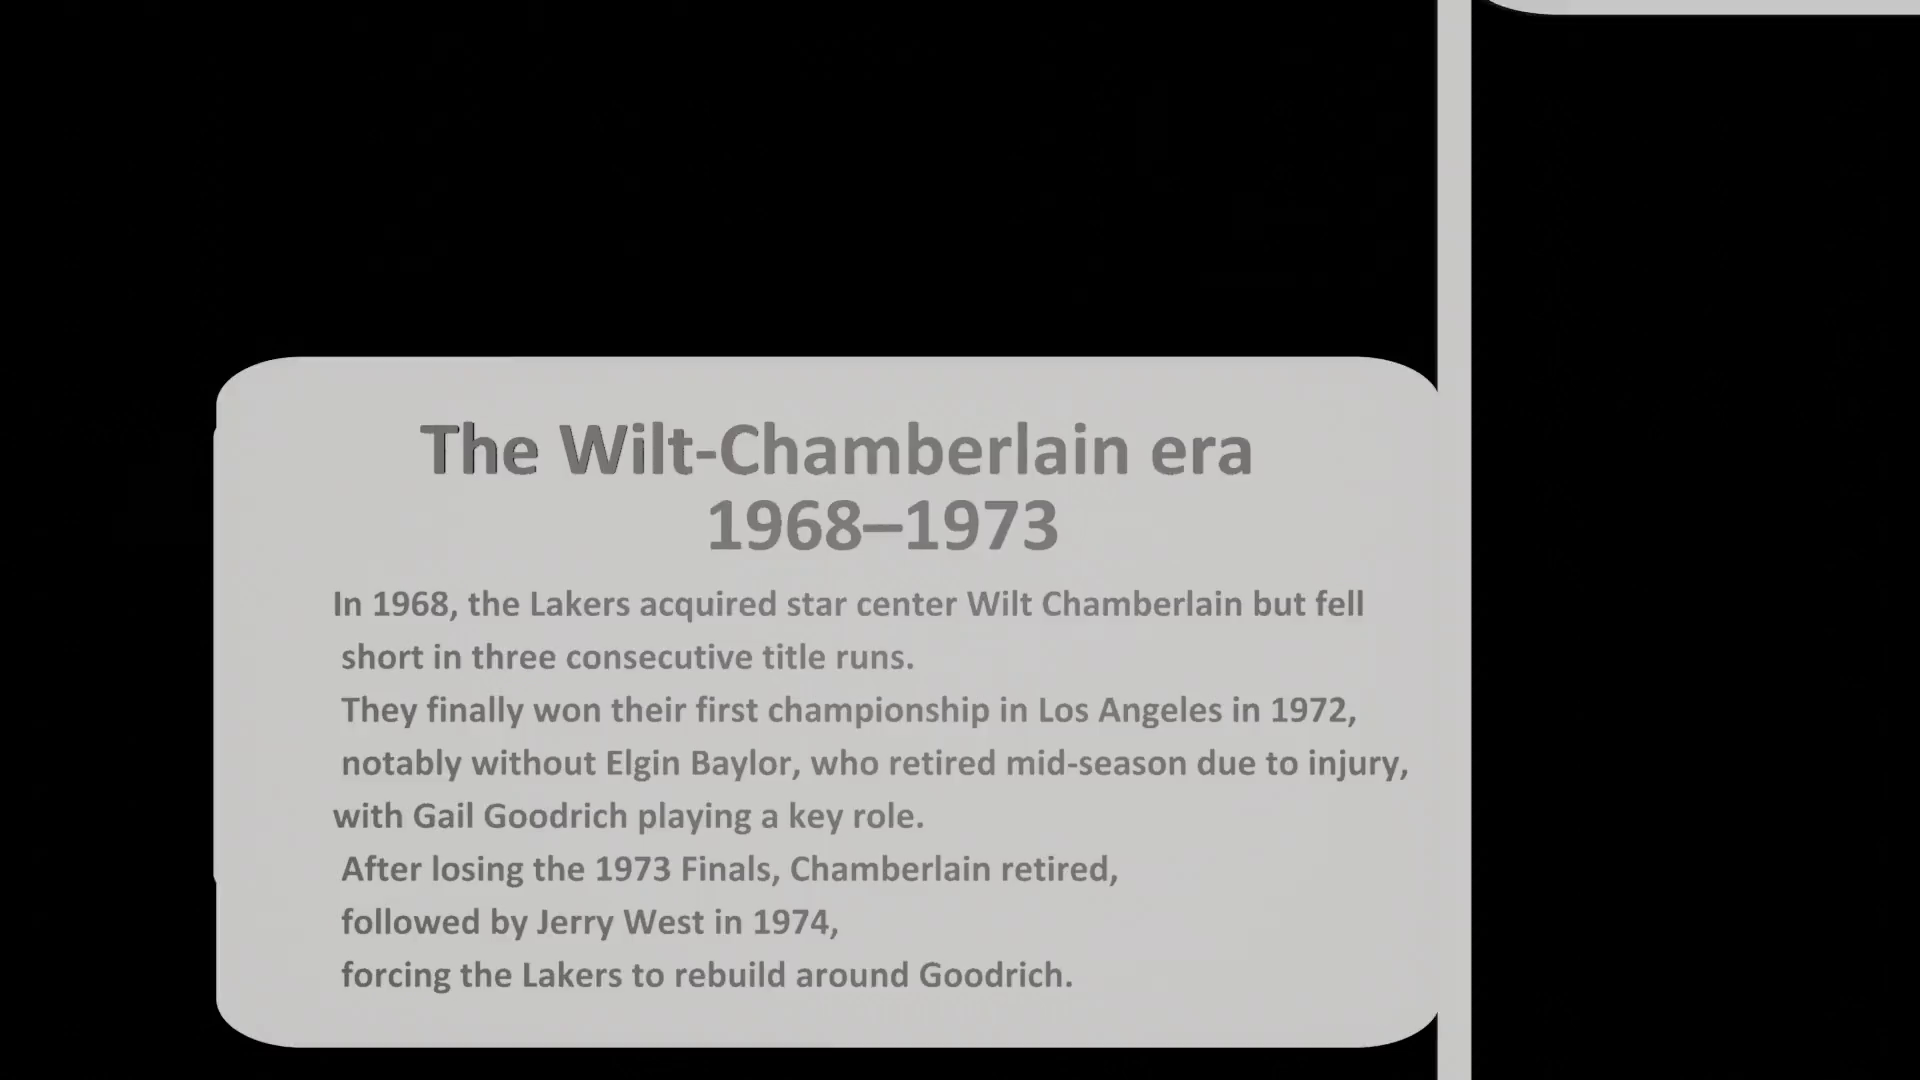 The Wilt-Chamberlain era
1968–1973
In 1968, the Lakers acquired star center Wilt Chamberlain but fell
short in three consecutive title runs.
They finally won their first championship in Los Angeles in 1972,
notably without Elgin Baylor, who retired mid-season due to injury,
with Gail Goodrich playing a key role.
After losing the 1973 Finals, Chamberlain retired,
followed by Jerry West in 1974,
forcing the Lakers to rebuild around Goodrich.